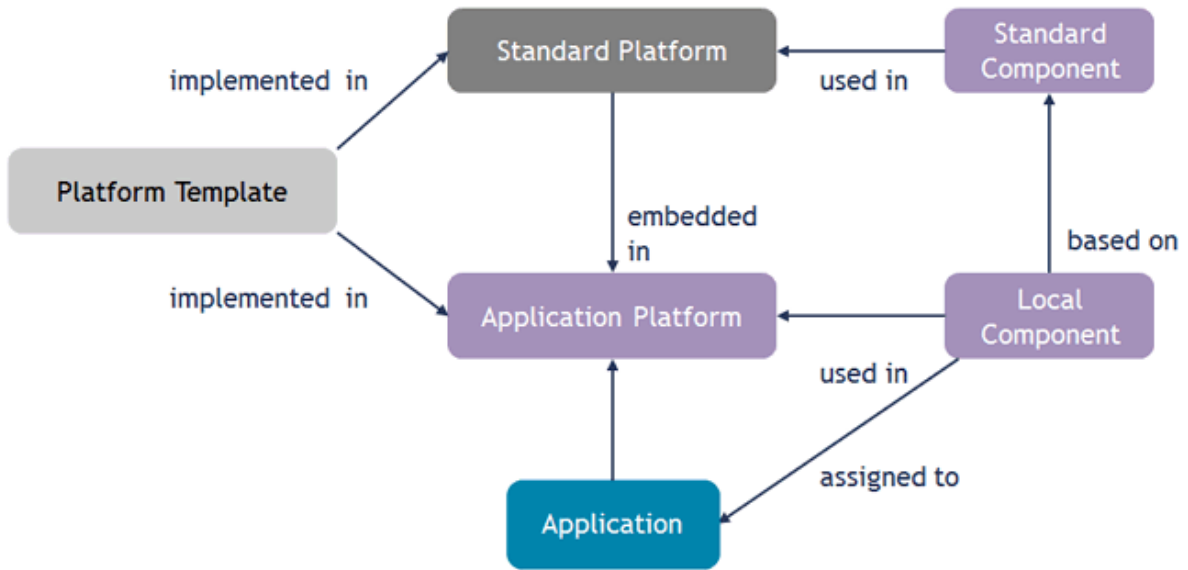 Standard Platform
Standard
Component
implemented in
used in
Platform Template
embedded
in
based on
implemented in
Application Platform
Local
Component
used in
assigned to
Application